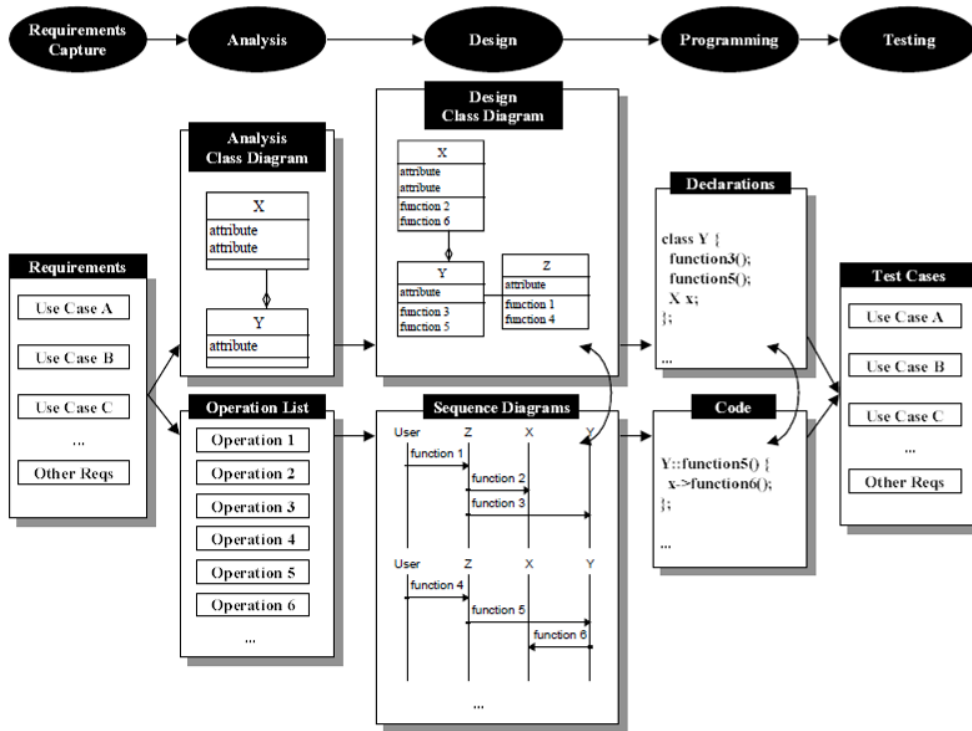 Requirements
Capture
Analysis
Design
Programming
Testing
Requirements
Use Case A
Use Case B
Use Case C
...
Other Reqs
Analysis
Class Diagram
X
attribute
attribute
Y
attribute
Operation List
Operation 1
Operation 2
Operation 3
Operation 4
Operation 5
Operation 6
...
Design
Class Diagram
X
attribute
attribute
function 2
function 6
Y
attribute
function 3
function 5
Z
attribute
function 1
function 4
Sequence Diagrams
User Z X Y
function 1
function 2
function 3
User Z X Y
function 4
function 5
function 6
...
Declarations
class Y {
function3();
function5();
X x;
};
...
Code
Y::function5() {
x->function6();
};
...
Test Cases
Use Case A
Use Case B
Use Case C
...
Other Reqs